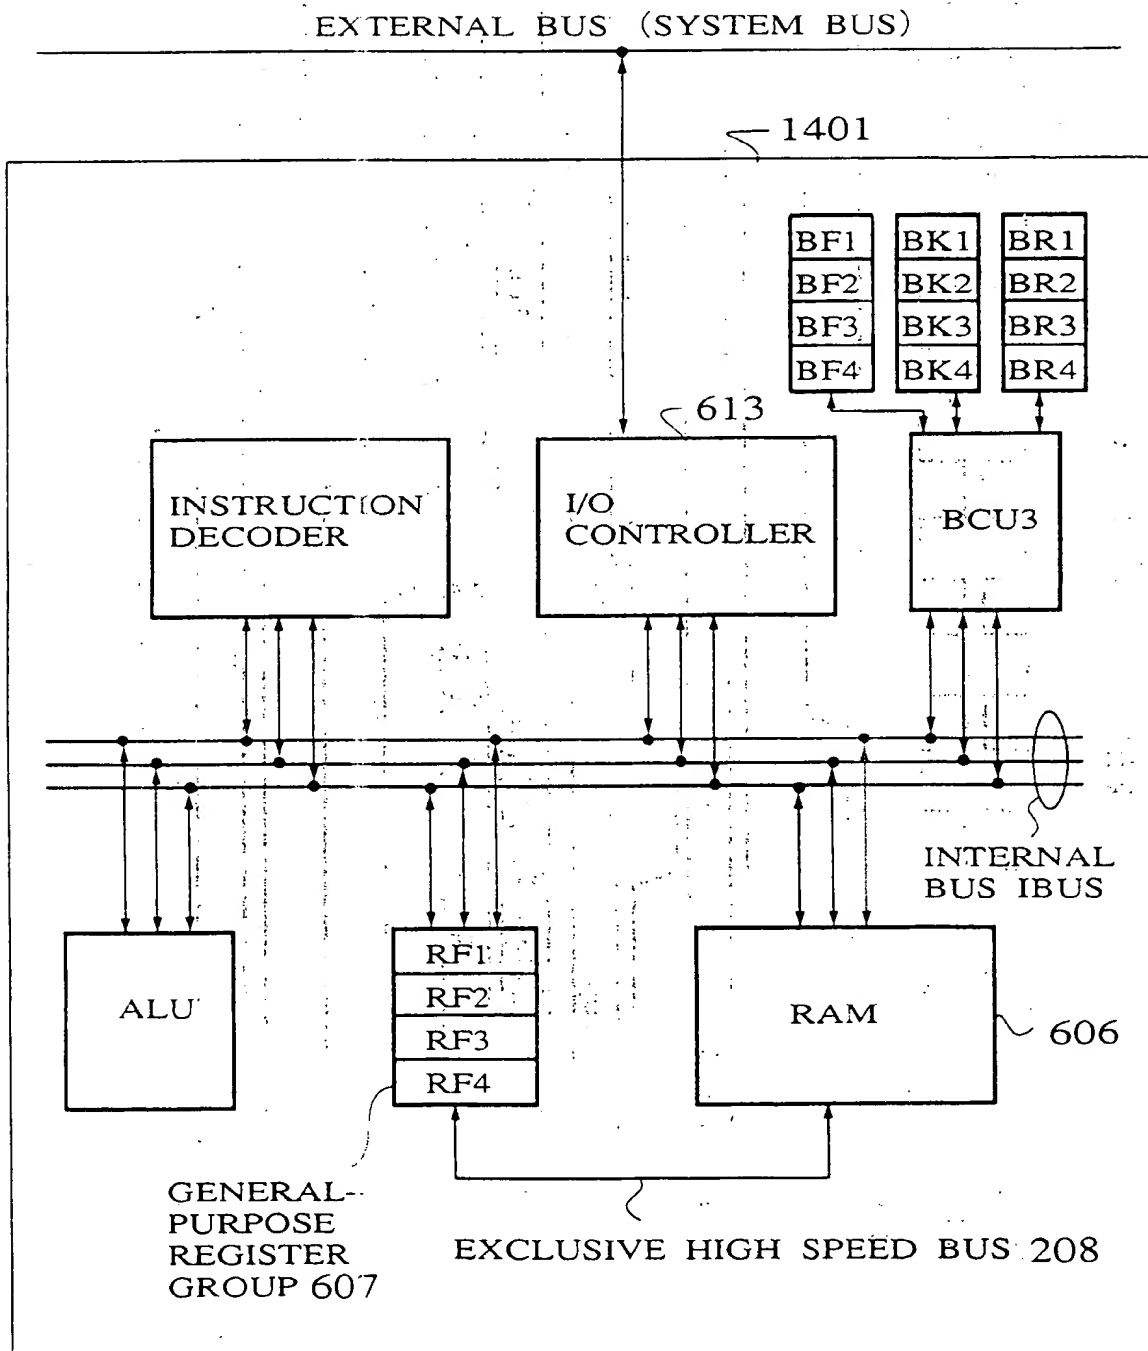 EXTERNAL BUS (SYSTEM BUS)
1401
BF1 BK1 BR1
BF2 BK2 BR2
BF3 BK3 BR3
BF4 BK4 BR4
613
INSTRUCTION
DECODER
I/O
CONTROLLER
BCU3
INTERNAL
BUS IBUS
ALU
RF1
RF2
RF3
RF4
RAM
606
GENERAL-
PURPOSE
REGISTER
GROUP 607
EXCLUSIVE HIGH SPEED BUS 208